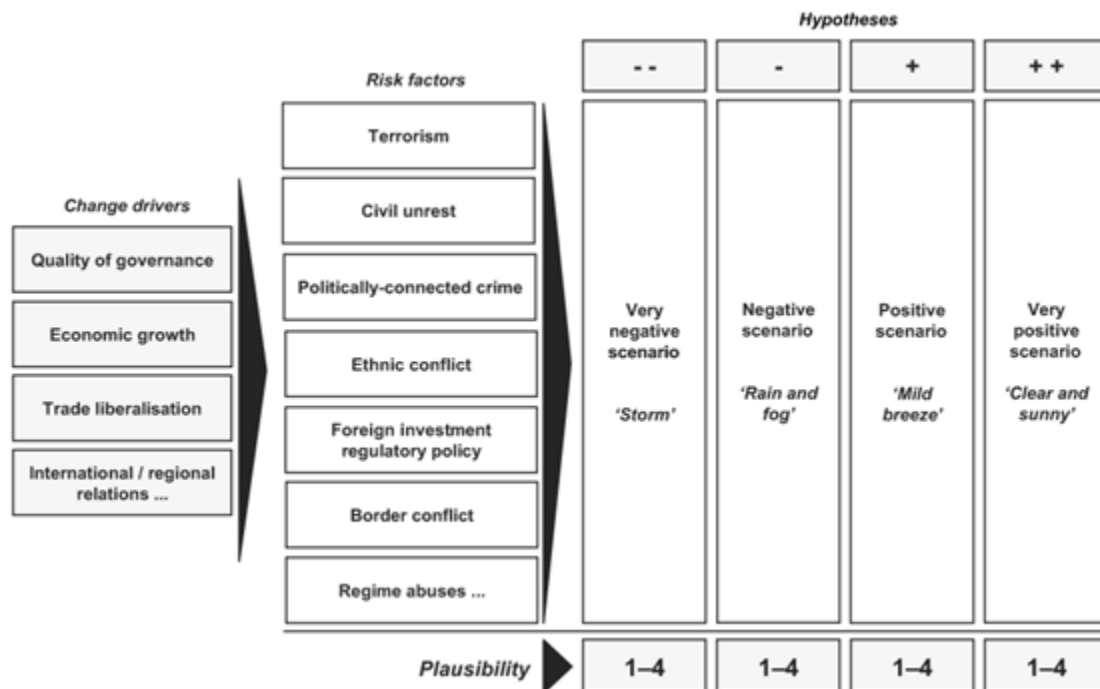 Hypotheses
- -
-
+
+ +
Risk factors
Terrorism
Civil unrest
Politically-connected crime
Ethnic conflict
Foreign investment
regulatory policy
Border conflict
Regime abuses ...
Change drivers
Quality of governance
Economic growth
Trade liberalisation
International / regional
relations ...
Very
negative
scenario
‘Storm’
Negative
scenario
‘Rain and
fog’
Positive
scenario
‘Mild
breeze’
Very
positive
scenario
‘Clear and
sunny’
Plausibility
1–4
1–4
1–4
1–4